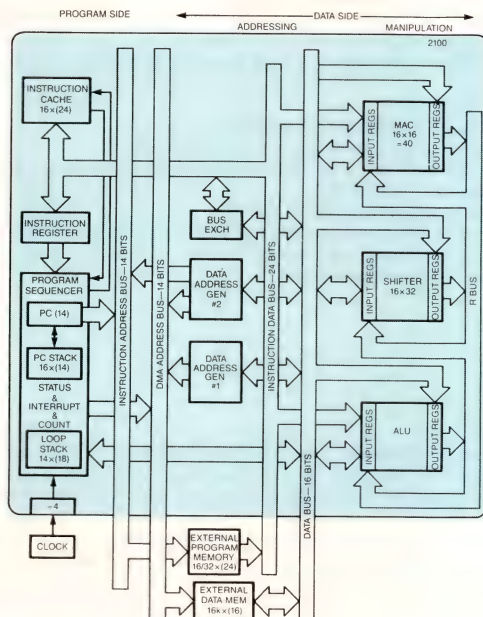 PROGRAM SIDE
DATA SIDE
ADDRESSING
MANIPULATION
2100
INSTRUCTION
CACHE
16×(24)
INSTRUCTION
REGISTER
PROGRAM
SEQUENCER
PC (14)
PC STACK
16×(14)
STATUS
&
INTERRUPT
&
COUNT
LOOP
STACK
14×(18)
÷4
CLOCK
INSTRUCTION ADDRESS BUS—14 BITS
DMA ADDRESS BUS—14 BITS
BUS
EXCH
DATA
ADDRESS
GEN
#2
DATA
ADDRESS
GEN
#1
INSTRUCTION DATA BUS—24 BITS
DATA BUS—16 BITS
EXTERNAL
PROGRAM
MEMORY
16/32×(24)
EXTERNAL
DATA MEM
16k×(16)
INPUT REGS
MAC
16×16
=40
OUTPUT REGS
INPUT REGS
SHIFTER
16×32
OUTPUT REGS
INPUT REGS
ALU
OUTPUT REGS
R BUS